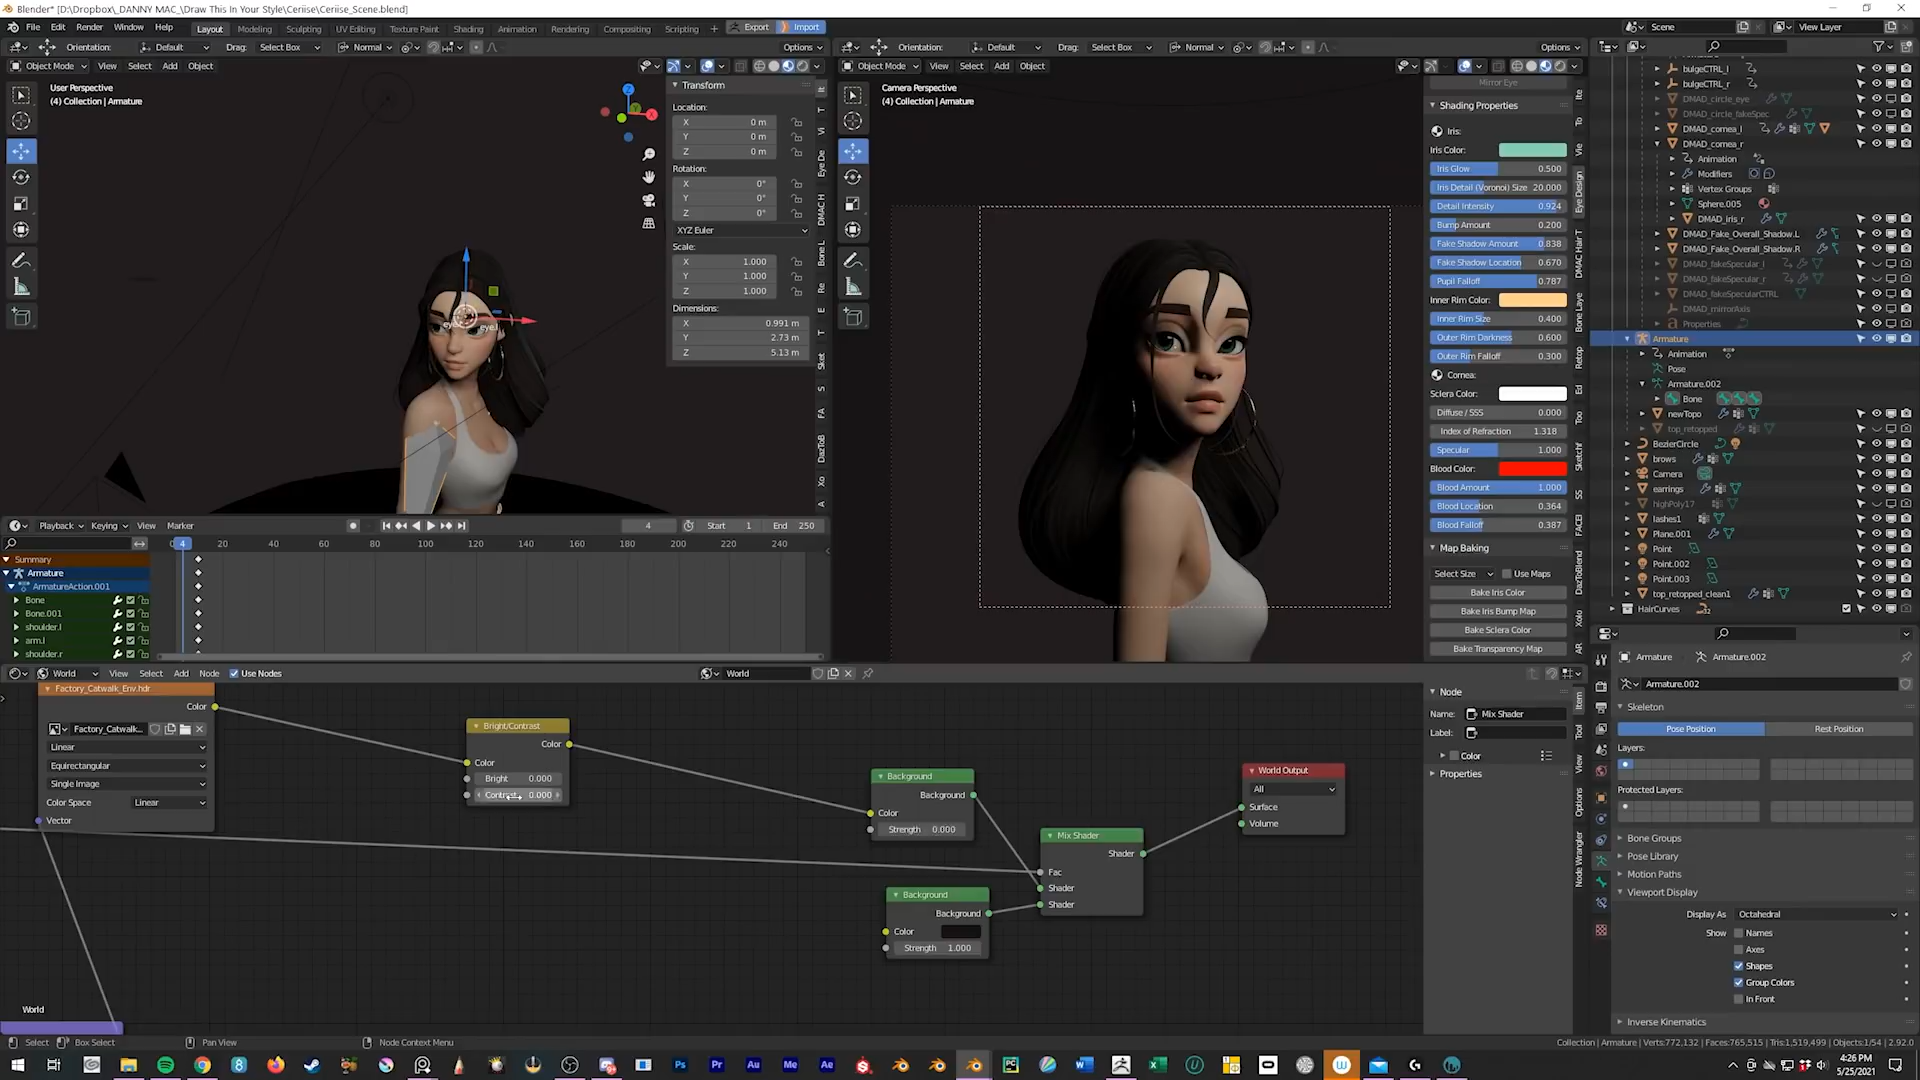 Blender* [D:\Dropbox\_DANNY MAC_\Draw This In Your Style\Ceriise\Ceriise_Scene.blend]
File Edit Render Window Help Layout Modeling Sculpting UV Editing Texture Paint Shading Animation Rendering Compositing Scripting + Export Import Scene View Layer
Orientation: Default Drag: Select Box Normal Options
Orientation: Default Drag: Select Box Normal Options
Object Mode View Select Add Object
Object Mode View Select Add Object
User Perspective
(4) Collection | Armature
Camera Perspective
(4) Collection | Armature
Transform
Location:
X 0 m
Y 0 m
Z 0 m
Rotation:
X 0°
Y 0°
Z 0°
XYZ Euler
Scale:
X 1.000
Y 1.000
Z 1.000
Dimensions:
X 0.991 m
Y 2.73 m
Z 5.13 m
Mirror Eye
Shading Properties
Iris:
Iris Color:
Iris Glow 0.500
Iris Detail (Voronoi) Size 20.000
Detail Intensity 0.924
Bump Amount 0.200
Fake Shadow Amount 0.838
Fake Shadow Location 0.670
Pupil Falloff 0.787
Inner Rim Color:
Inner Rim Size 0.400
Outer Rim Darkness 0.600
Outer Rim Falloff 0.300
Cornea:
Sclera Color:
Diffuse / SSS 0.000
Index of Refraction 1.318
Specular 1.000
Blood Color:
Blood Amount 1.000
Blood Location 0.364
Blood Falloff 0.387
Map Baking
Select Size Use Maps
Bake Iris Color
Bake Iris Bump Map
Bake Sclera Color
Bake Transparency Map
bulgeCTRL_l
bulgeCTRL_r
DMAD_circle_eye
DMAD_circle_fakeSpec
DMAD_cornea_l
DMAD_cornea_r
Animation
Modifiers
Vertex Groups
Sphere.005
DMAD_iris_r
DMAD_Fake_Overall_Shadow.L
DMAD_Fake_Overall_Shadow.R
DMAD_fakeSpecular_l
DMAD_fakeSpecular_r
DMAD_fakeSpecularCTRL
DMAD_mirrorAxis
Properties
Armature
Animation
Pose
Armature.002
Bone
newTopo
top_retopped
BezierCircle
brows
Camera
earrings
highPoly17
lashes1
Plane.001
Point
Point.002
Point.003
top_retopped_clean1
HairCurves
Playback Keying View Marker 4 Start 1 End 250
4 20 40 60 80 100 120 140 160 180 200 220 240
Summary
Armature
ArmatureAction.001
Bone
Bone.001
shoulder.l
arm.l
shoulder.r
World View Select Add Node Use Nodes World
Factory_Catwalk_Env.hdr
Color
Factory_Catwalk...
Linear
Equirectangular
Single Image
Color Space Linear
Vector
Bright/Contrast
Color
Color
Bright 0.000
Contrast 0.000
Background
Background
Color
Strength 0.000
Background
Background
Color
Strength 1.000
Mix Shader
Shader
Fac
Shader
Shader
World Output
All
Surface
Volume
World
Node
Name: Mix Shader
Label:
Color
Properties
Armature Armature.002
Armature.002
Skeleton
Pose Position Rest Position
Layers:
Protected Layers:
Bone Groups
Pose Library
Motion Paths
Viewport Display
Display As Octahedral
Show Names
Axes
Shapes
Group Colors
In Front
Inverse Kinematics
Select Box Select Pan View Node Context Menu
Collection | Armature | Verts:772,132 | Faces:765,515 | Tris:1,519,499 | Objects:1/54 | 2.92.0
4:26 PM
5/25/2021